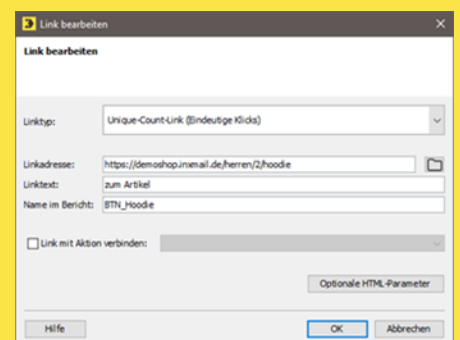 Link bearbeiten
Link bearbeiten
Linktyp: Unique-Count-Link (Eindeutige Klicks)
Linkadresse: https://demoshop.inxmail.de/herren/2/hoodie
Linktext: zum Artikel
Name im Bericht: BTN_Hoodie
Link mit Aktion verbinden:
Optionale HTML-Parameter
Hilfe OK Abbrechen